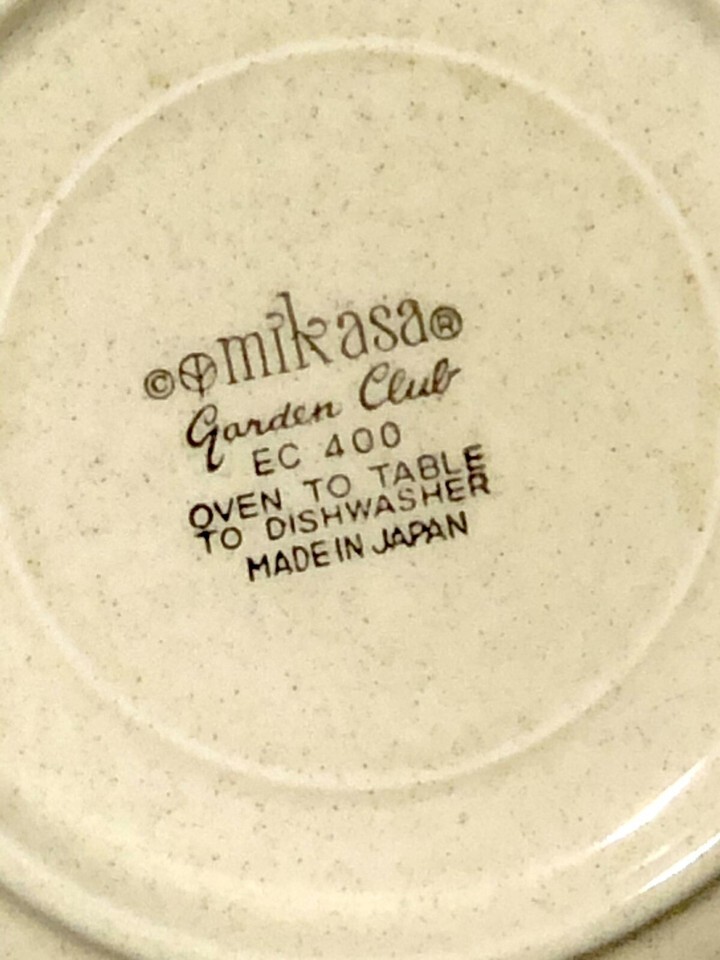 ©mikasa®
Garden Club
EC 400
OVEN TO TABLE
TO DISHWASHER
MADE IN JAPAN